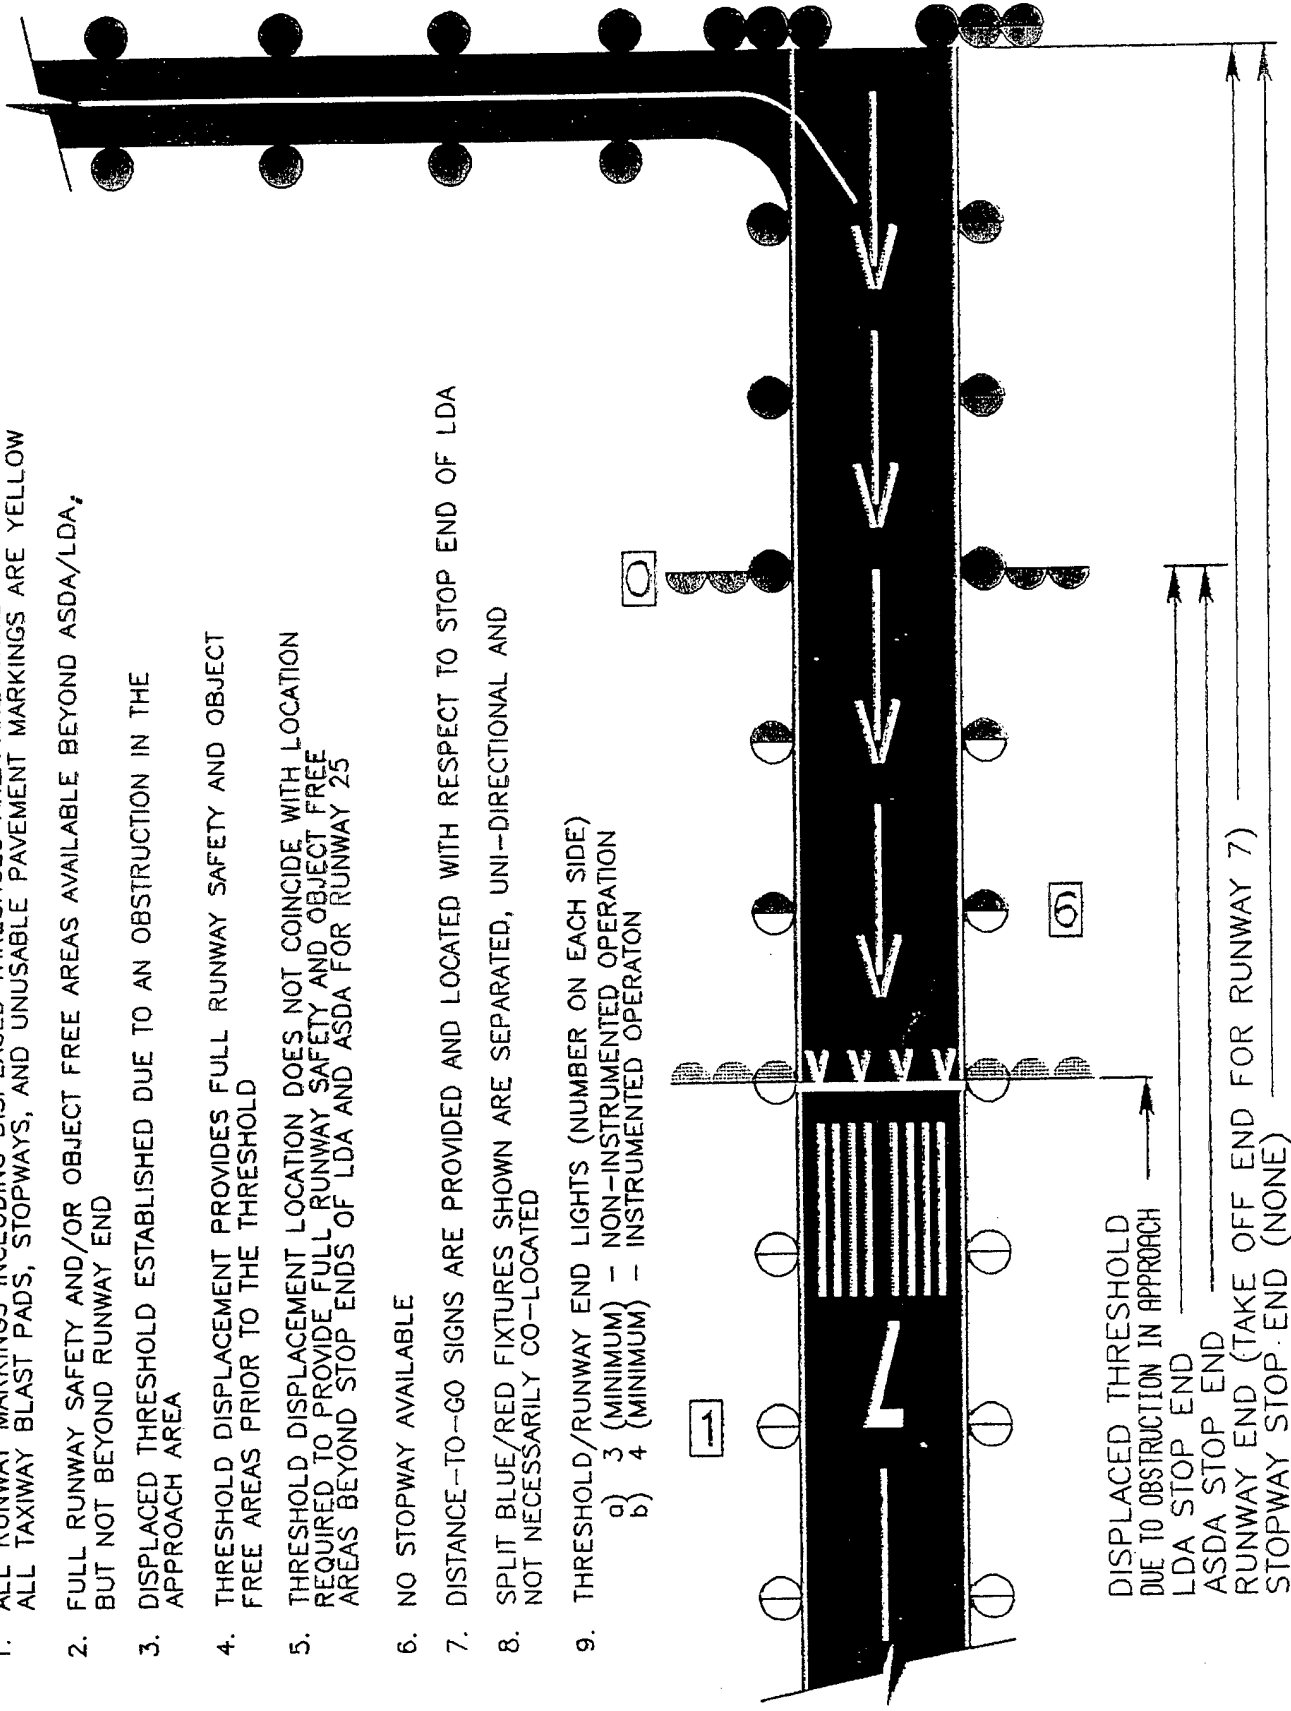 1. ALL RUNWAY MARKINGS INCLUDING DISPLACED THRESHOLD
ALL TAXIWAY BLAST PADS, STOPWAYS, AND UNUSABLE PAVEMENT MARKINGS ARE YELLOW
2. FULL RUNWAY SAFETY AND/OR OBJECT FREE AREAS AVAILABLE BEYOND ASDA/LDA,
BUT NOT BEYOND RUNWAY END
3. DISPLACED THRESHOLD ESTABLISHED DUE TO AN OBSTRUCTION IN THE
APPROACH AREA
4. THRESHOLD DISPLACEMENT PROVIDES FULL RUNWAY SAFETY AND OBJECT
FREE AREAS PRIOR TO THE THRESHOLD
5. THRESHOLD DISPLACEMENT LOCATION DOES NOT COINCIDE WITH LOCATION
REQUIRED TO PROVIDE FULL RUNWAY SAFETY AND OBJECT FREE
AREAS BEYOND STOP ENDS OF LDA AND ASDA FOR RUNWAY 25
6. NO STOPWAY AVAILABLE
7. DISTANCE-TO-GO SIGNS ARE PROVIDED AND LOCATED WITH RESPECT TO STOP END OF LDA
8. SPLIT BLUE/RED FIXTURES SHOWN ARE SEPARATED, UNI-DIRECTIONAL AND
NOT NECESSARILY CO-LOCATED
9. THRESHOLD/RUNWAY END LIGHTS (NUMBER ON EACH SIDE)
a) 3 (MINIMUM) - NON-INSTRUMENTED OPERATION
b) 4 (MINIMUM) - INSTRUMENTED OPERATON
0
1
7
DISPLACED THRESHOLD
DUE TO OBSTRUCTION IN APPROACH
LDA STOP END
ASDA STOP END
RUNWAY END (TAKE OFF END FOR RUNWAY 7)
STOPWAY STOP END (NONE)